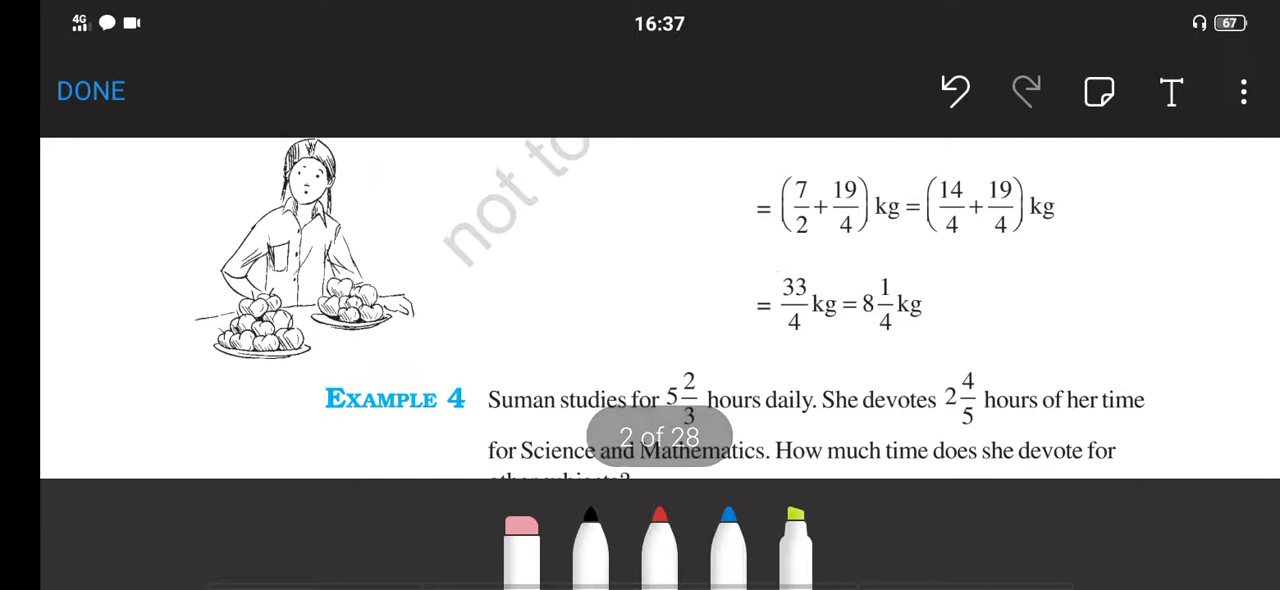 4G 16:37 67
DONE T
not to
= (7/2 + 19/4) kg = (14/4 + 19/4) kg
= 33/4 kg = 8 1/4 kg
EXAMPLE 4 Suman studies for 5 2/3 hours daily. She devotes 2 4/5 hours of her time
2 of 28
for Science and Mathematics. How much time does she devote for
other subjects?